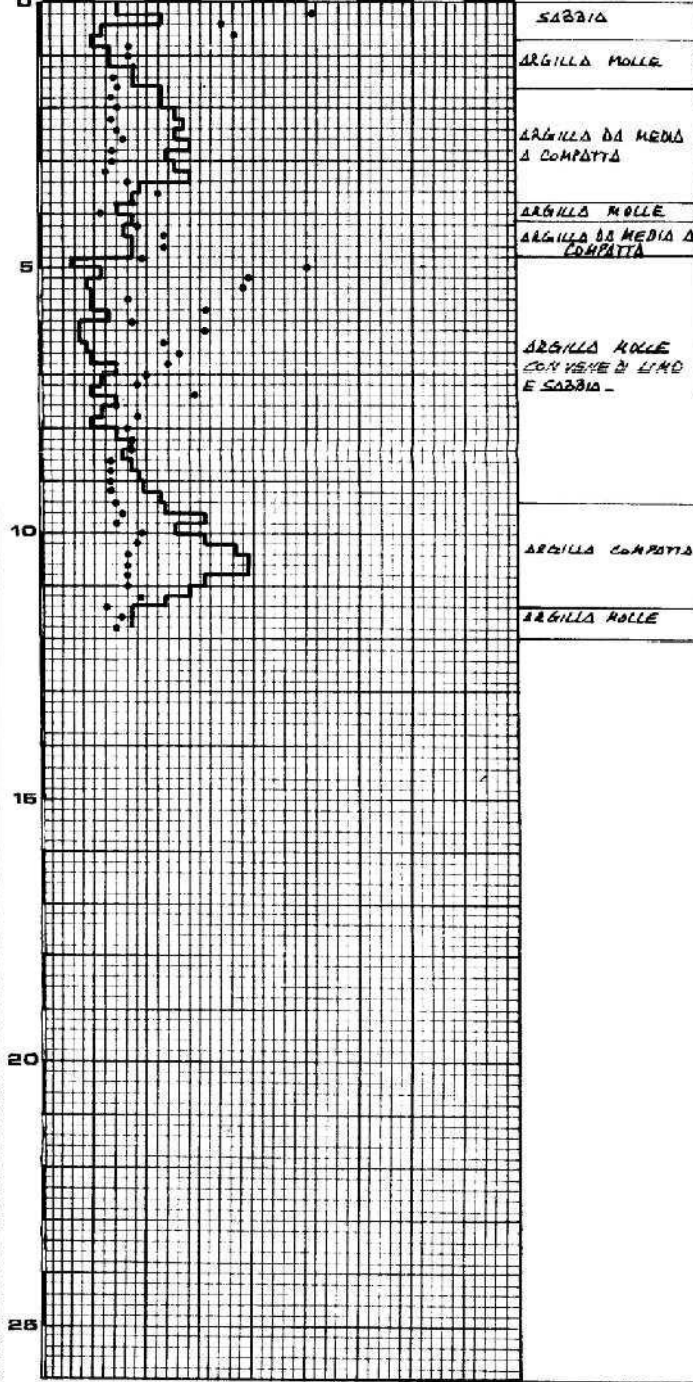 0
SABBIA
ARGILLA MOLLE
ARGILLA DA MEDIA
A COMPATTA
ARGILLA MOLLE
ARGILLA DA MEDIA A
COMPATTA
5
ARGILLA MOLLE
CON VENE DI LIMO
E SABBIA_
10
ARGILLA COMPATTA
ARGILLA MOLLE
15
20
25